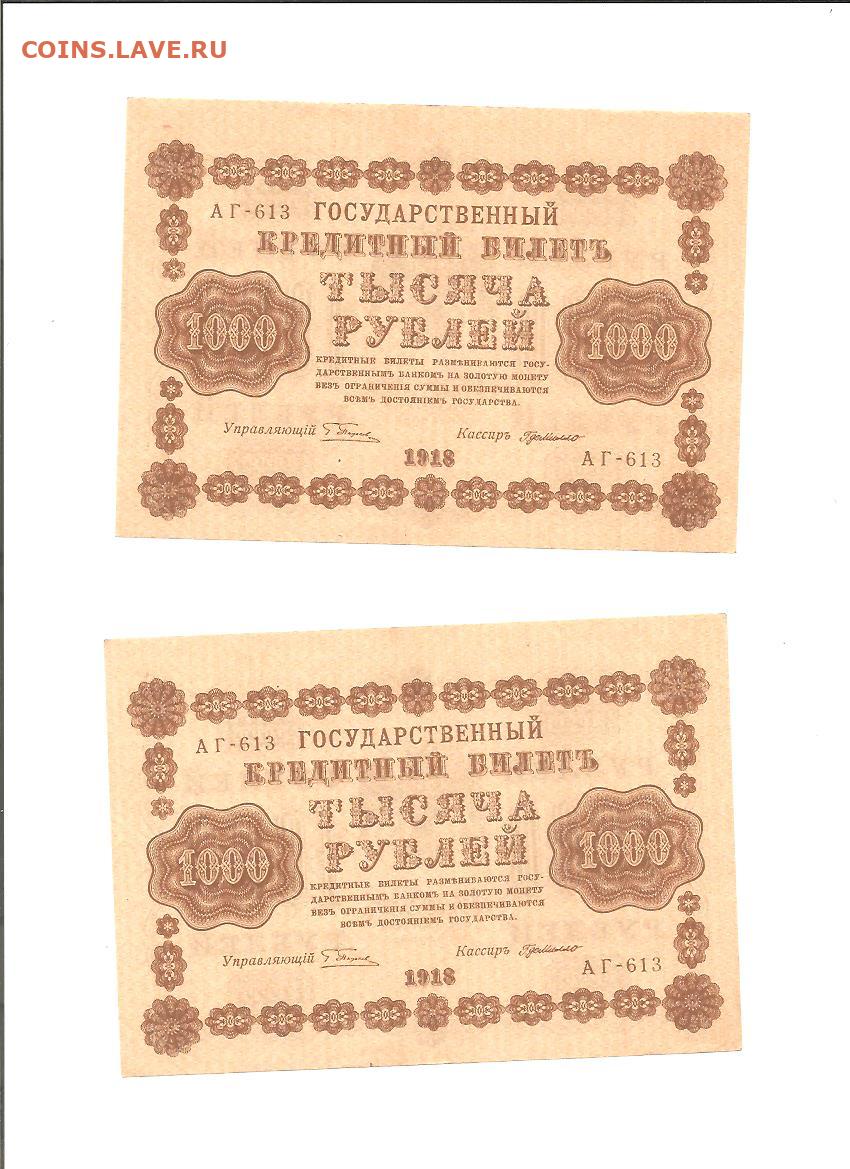 COINS.LAVE.RU
АГ-613 ГОСУДАРСТВЕННЫЙ
КРЕДИТНЫЙ БИЛЕТЪ
ТЫСЯЧА
РУБЛЕЙ
1000 1000
КРЕДИТНЫЕ БИЛЕТЫ РАЗМѢНИВАЮТСЯ ГОСУ-
ДАРСТВЕННЫМЪ БАНКОМЪ НА ЗОЛОТУЮ МОНЕТУ
БЕЗЪ ОГРАНИЧЕНІЯ СУММЫ И ОБЕЗПЕЧИВАЮТСЯ
ВСѢМЪ ДОСТОЯНІЕМЪ ГОСУДАРСТВА.
Управляющій Кассиръ
1918 АГ-613
АГ-613 ГОСУДАРСТВЕННЫЙ
КРЕДИТНЫЙ БИЛЕТЪ
ТЫСЯЧА
РУБЛЕЙ
1000 1000
КРЕДИТНЫЕ БИЛЕТЫ РАЗМѢНИВАЮТСЯ ГОСУ-
ДАРСТВЕННЫМЪ БАНКОМЪ НА ЗОЛОТУЮ МОНЕТУ
БЕЗЪ ОГРАНИЧЕНІЯ СУММЫ И ОБЕЗПЕЧИВАЮТСЯ
ВСѢМЪ ДОСТОЯНІЕМЪ ГОСУДАРСТВА.
Управляющій Кассиръ
1918 АГ-613